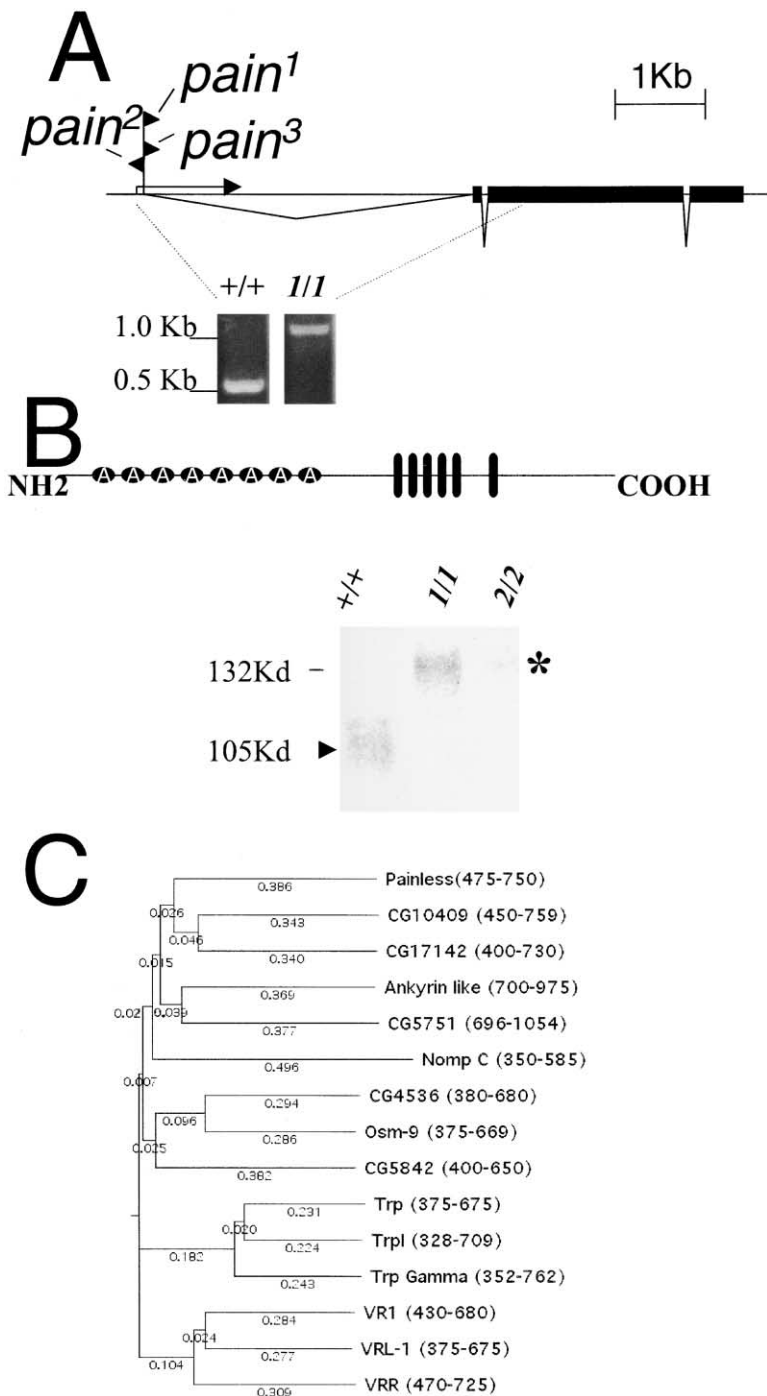 A
pain1
1Kb
pain2
pain3
+/+ 1/1
1.0 Kb
0.5 Kb
B
A A A A A A A A
NH2
COOH
+/+ 1/1 2/2
132Kd
*
105Kd
C
0.386 Painless(475-750)
0.026
0.343 CG10409 (450-759)
0.046
0.340 CG17142 (400-730)
0.015
0.369 Ankyrin like (700-975)
0.02 0.039
0.377 CG5751 (696-1054)
0.496 Nomp C (350-585)
0.007
0.294 CG4536 (380-680)
0.096
0.286 Osm-9 (375-669)
0.025
0.382 CG5842 (400-650)
0.231 Trp (375-675)
0.020
0.224 Trpl (328-709)
0.182
0.243 Trp Gamma (352-762)
0.284 VR1 (430-680)
0.024
0.277 VRL-1 (375-675)
0.104
0.309 VRR (470-725)